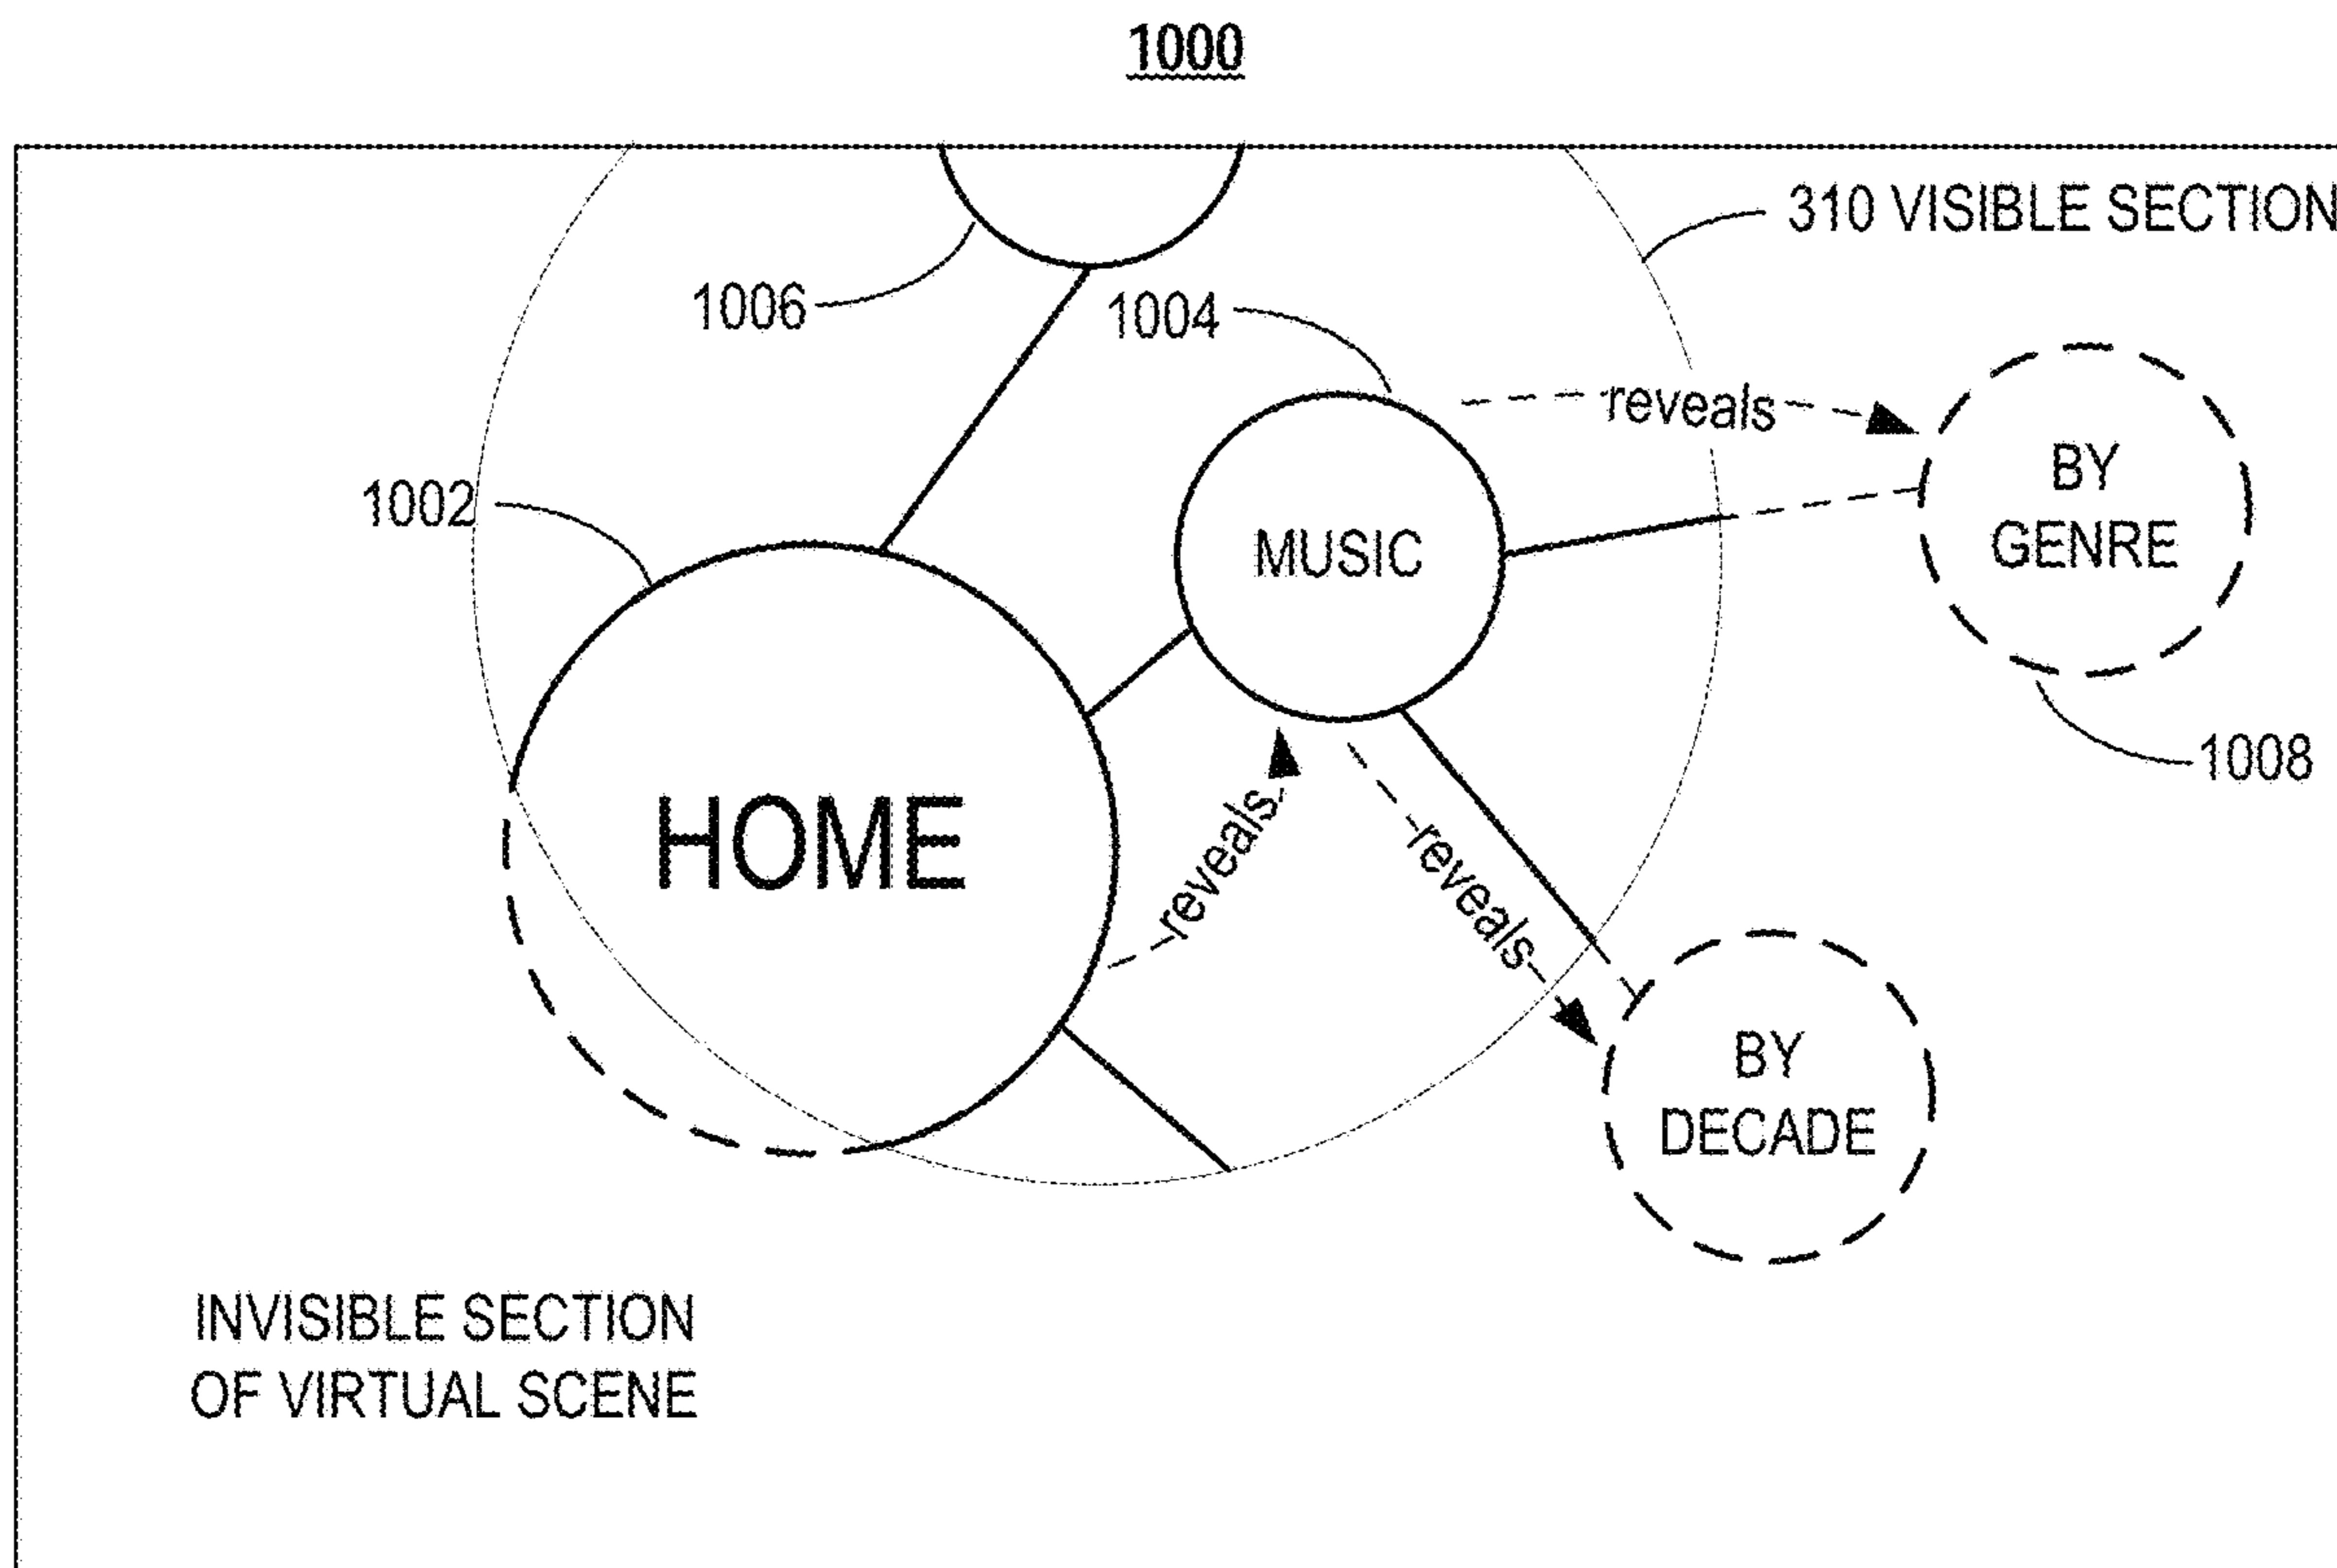 1000
310 VISIBLE SECTION
1006
1004
reveals
1002
BY
GENRE
MUSIC
1008
HOME
reveals
reveals
BY
DECADE
INVISIBLE SECTION
OF VIRTUAL SCENE